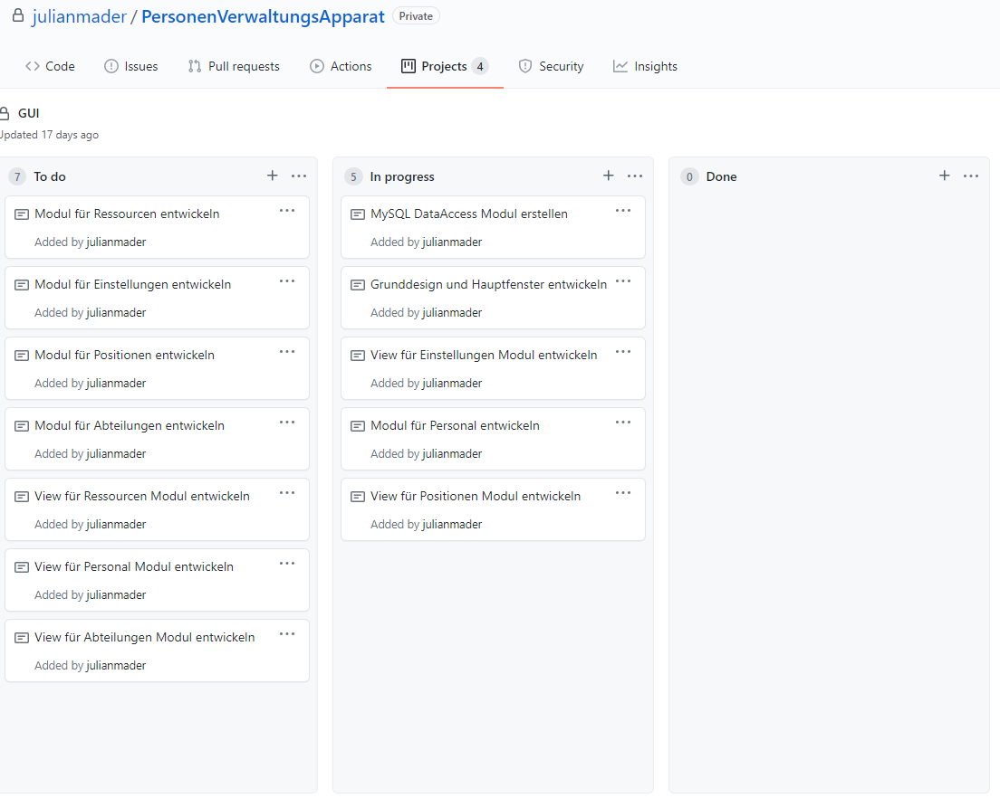 julianmader / PersonenVerwaltungsApparat Private
Code Issues Pull requests Actions Projects 4 Security Insights
GUI
Updated 17 days ago
7 To do
Modul für Ressourcen entwickeln
Added by julianmader
Modul für Einstellungen entwickeln
Added by julianmader
Modul für Positionen entwickeln
Added by julianmader
Modul für Abteilungen entwickeln
Added by julianmader
View für Ressourcen Modul entwickeln
Added by julianmader
View für Personal Modul entwickeln
Added by julianmader
View für Abteilungen Modul entwickeln
Added by julianmader
5 In progress
MySQL DataAccess Modul erstellen
Added by julianmader
Grunddesign und Hauptfenster entwickeln
Added by julianmader
View für Einstellungen Modul entwickeln
Added by julianmader
Modul für Personal entwickeln
Added by julianmader
View für Positionen Modul entwickeln
Added by julianmader
0 Done